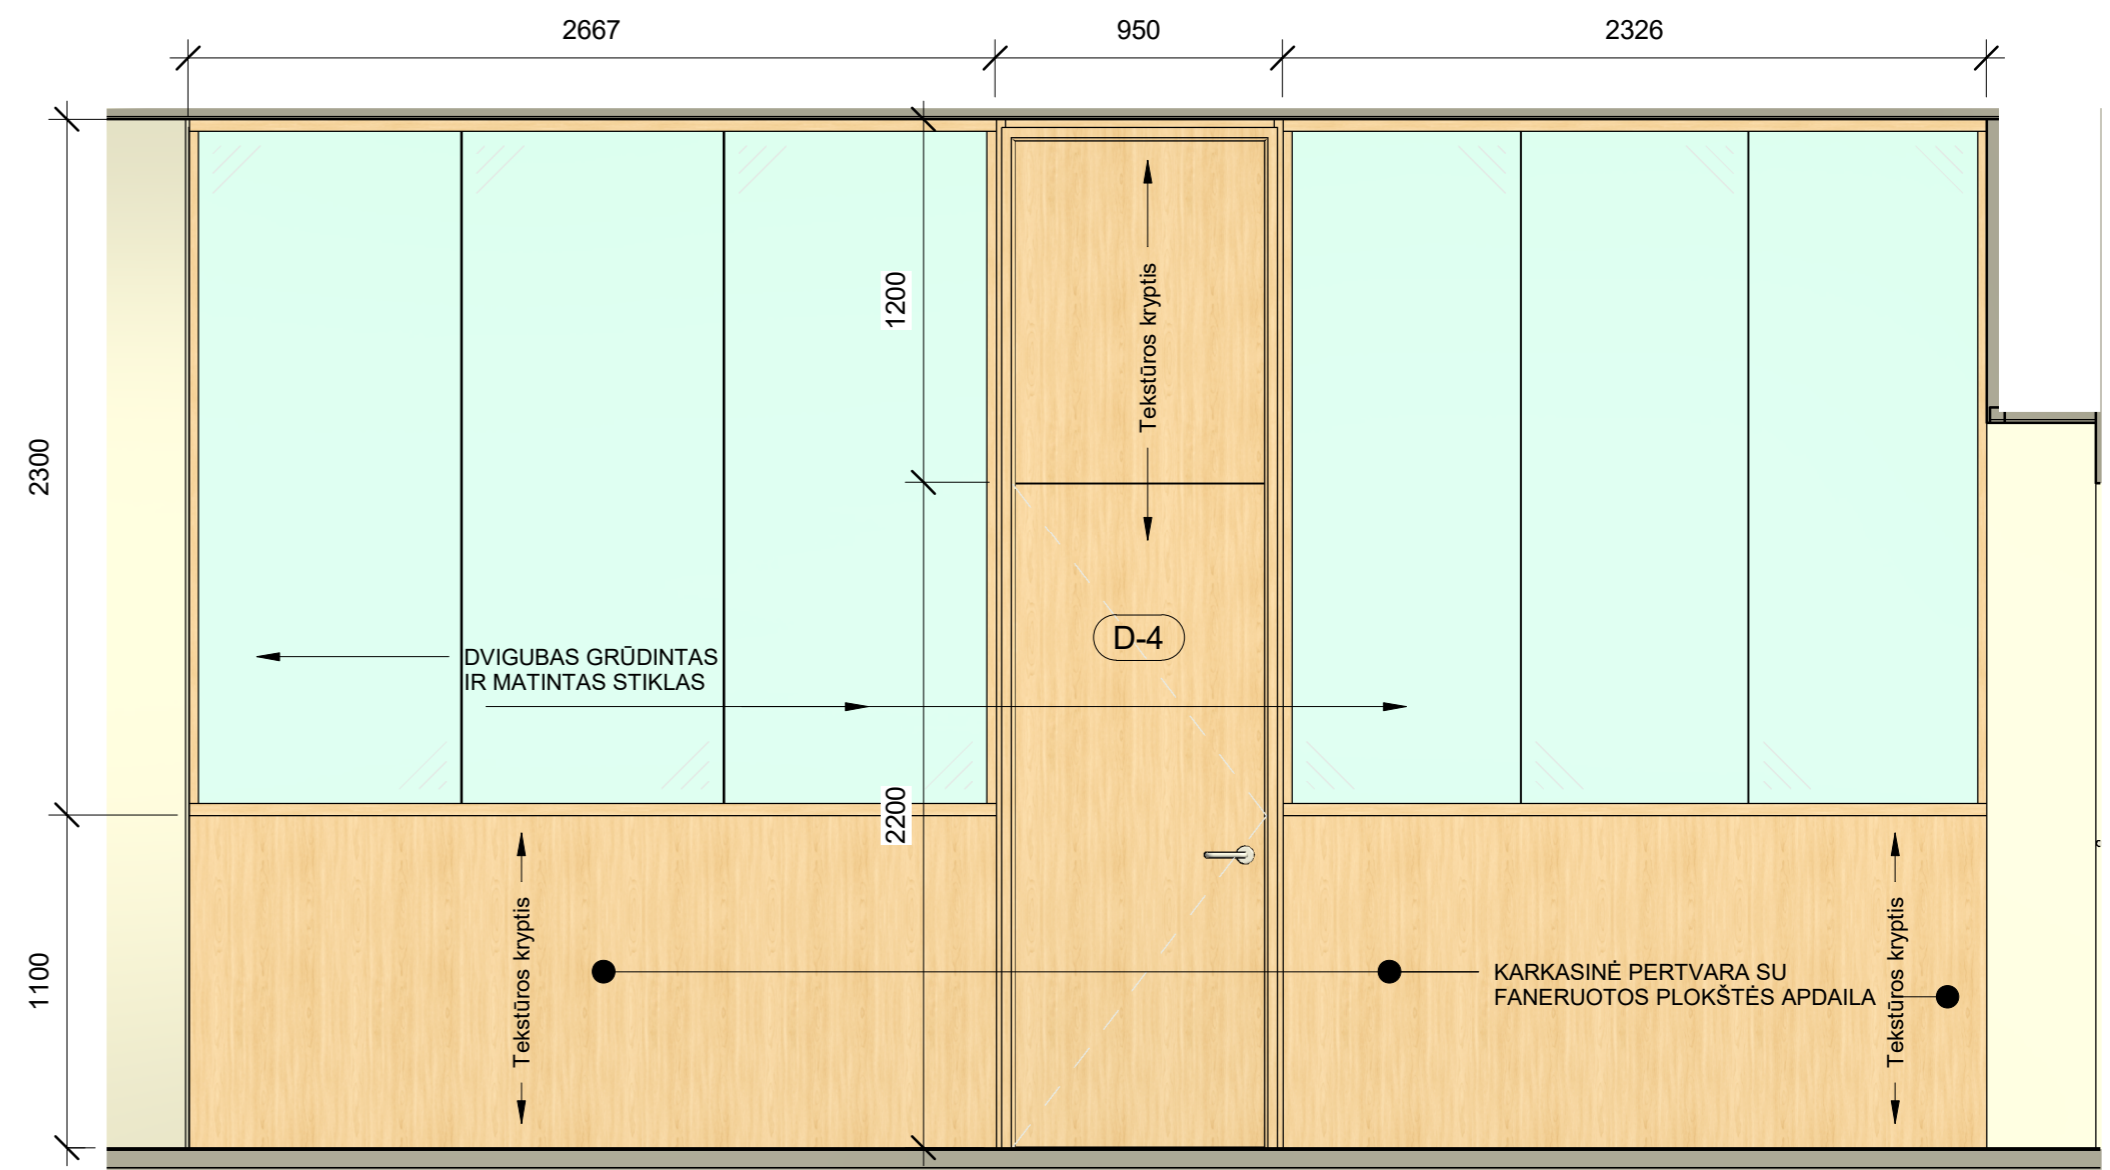 2667
950
2326
2300
1200
Tekstūros kryptis
D-4
DVIGUBAS GRŪDINTAS
IR MATINTAS STIKLAS
2200
1100
Tekstūros kryptis
KARKASINĖ PERTVARA SU
FANERUOTOS PLOKŠTĖS APDAILA
Tekstūros kryptis